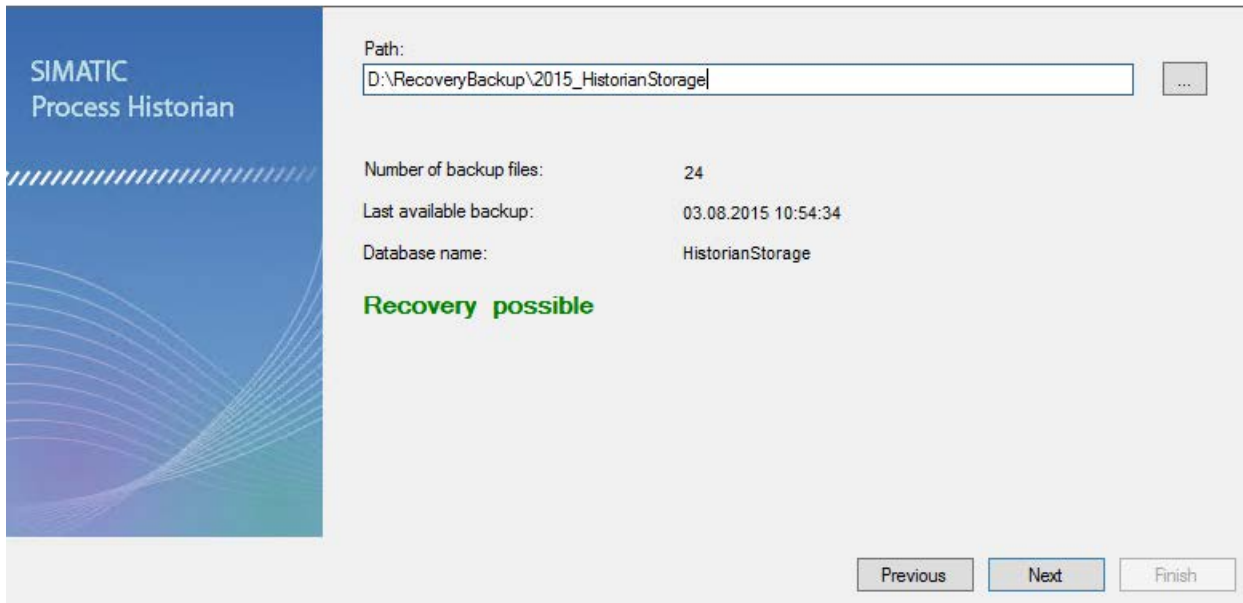 SIMATIC
Process Historian
Path:
D:\RecoveryBackup\2015_HistorianStorage
...
Number of backup files: 24
Last available backup: 03.08.2015 10:54:34
Database name: HistorianStorage
Recovery possible
Previous Next Finish